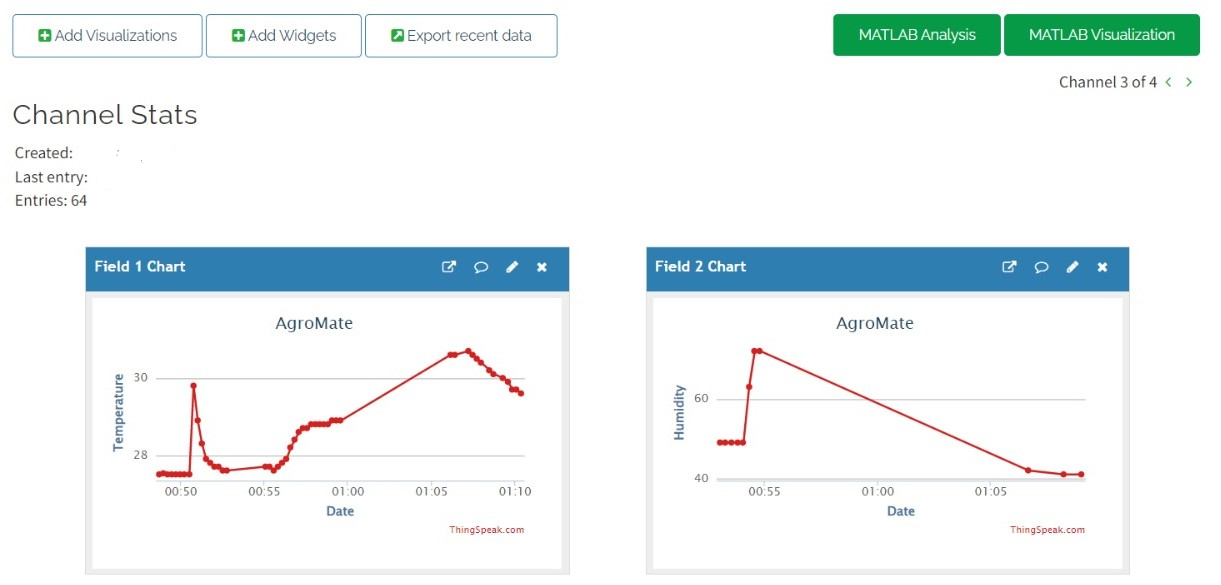 Add Visualizations Add Widgets Export recent data MATLAB Analysis MATLAB Visualization
Channel 3 of 4 < >
Channel Stats
Created:
Last entry:
Entries: 64
Field 1 Chart
AgroMate
Temperature
30
28
00:50 00:55 01:00 01:05 01:10
Date
ThingSpeak.com
Field 2 Chart
AgroMate
Humidity
60
40
00:55 01:00 01:05
Date
ThingSpeak.com